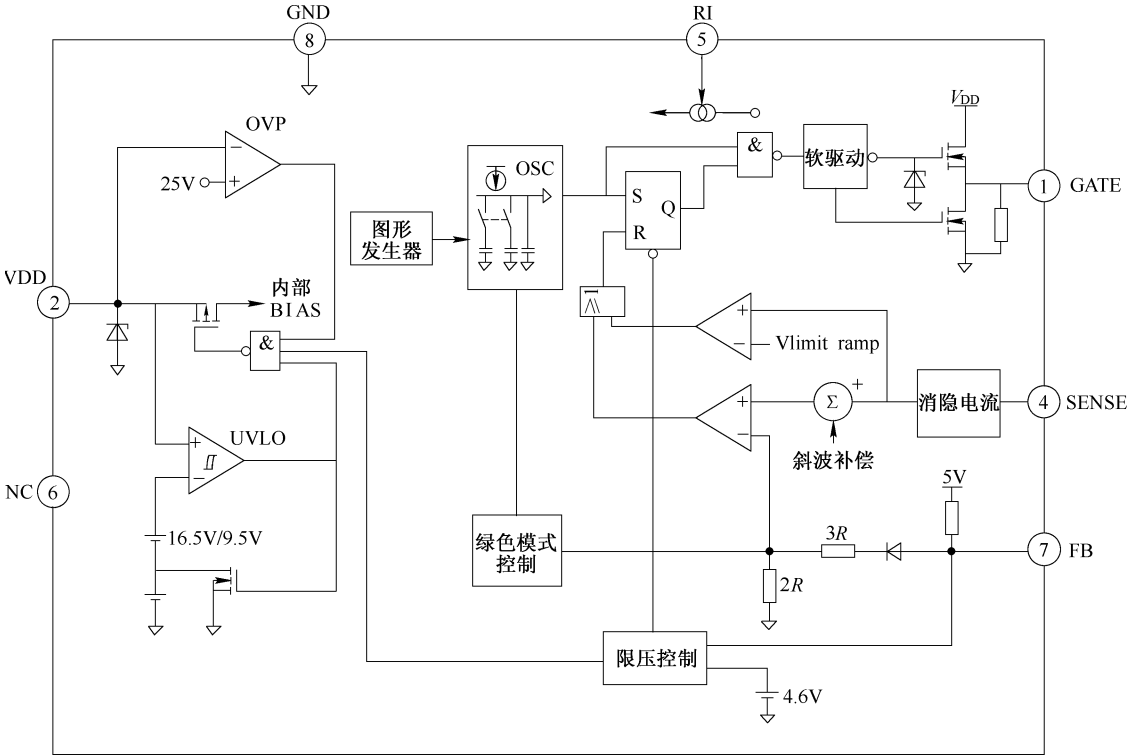 GND
8
RI
5
OVP
−
25V
+
OSC
S
Q
R
&
软驱动
VDD
1
GATE
图形
发生器
VDD
2
内部
BIAS
&
≥1
+
−
Vlimit ramp
+
−
Σ
+
斜波补偿
消隐电流
4
SENSE
UVLO
+
−
NC
6
16.5V/9.5V
绿色模式
控制
5V
3R
7
FB
2R
限压控制
4.6V